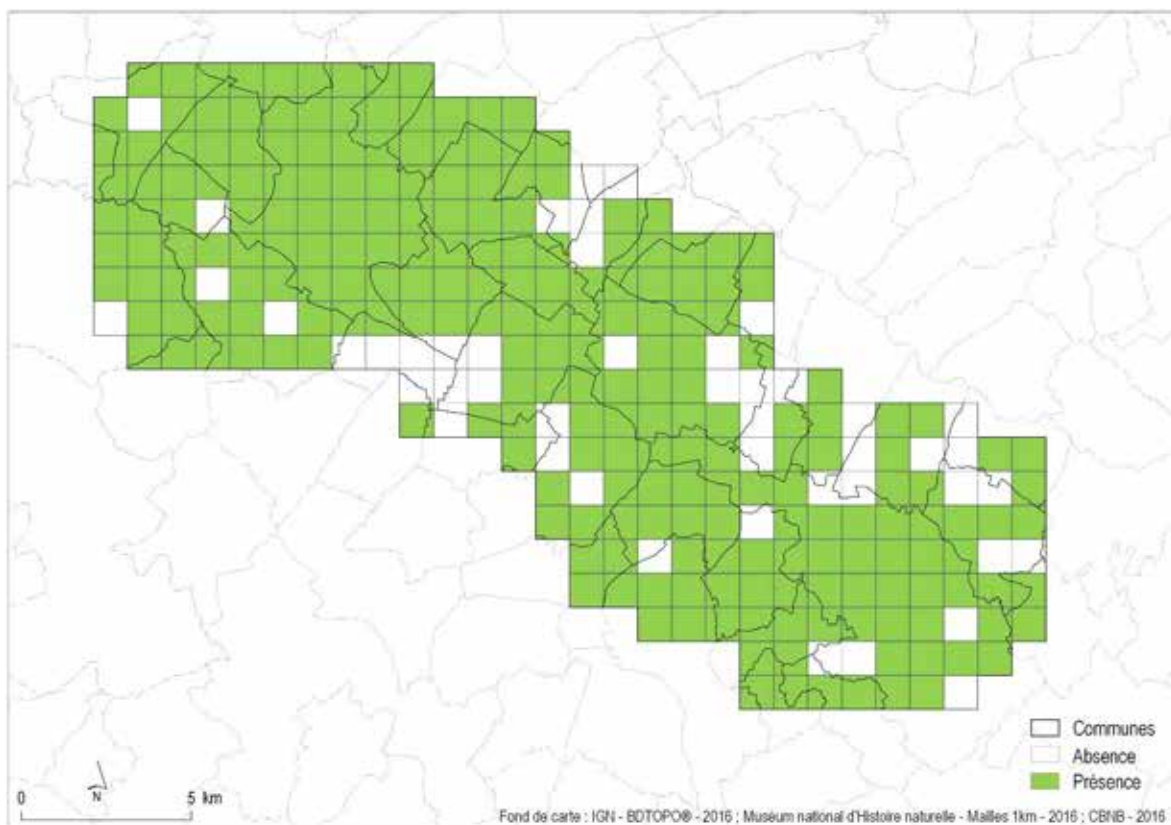 Communes
Absence
Présence
N
0 5 km
Fond de carte : IGN - BDTOPO® - 2016 ; Muséum national d'Histoire naturelle - Mailles 1km - 2016 ; CBNB - 2016